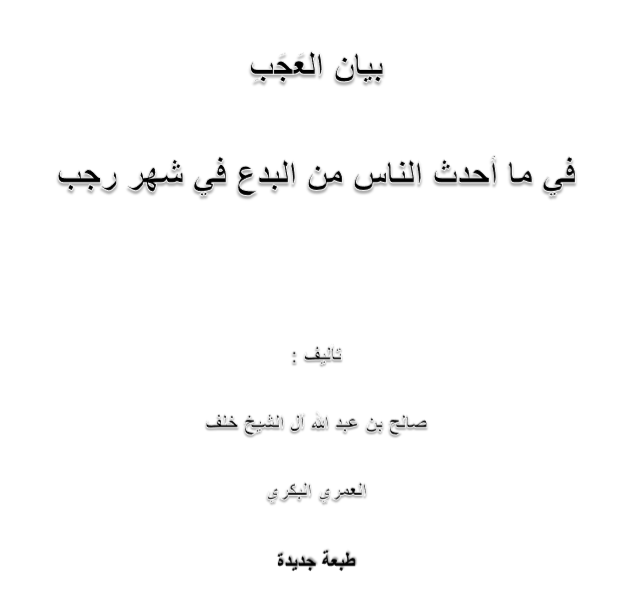 بيان العَجَبِ
في ما أحدث الناس من البدع في شهر رجب
تاليف :
صالح بن عبد الله آل الشيخ خلف
العمري البكري
طبعة جديدة